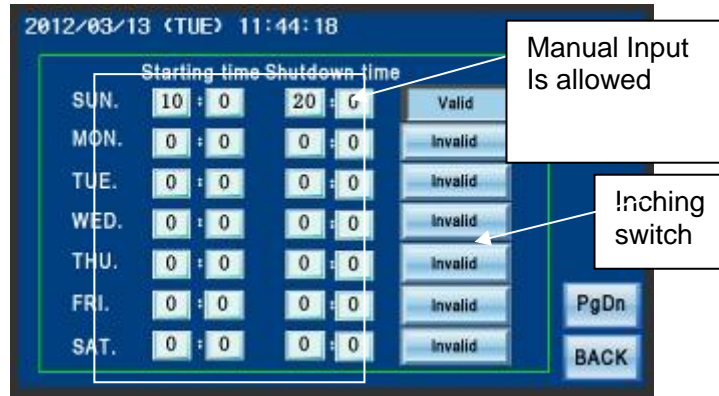 2012/03/13 (TUE) 11:44:18
Manual Input
Is allowed
Starting time Shutdown time
SUN. 10 : 0 20 : 0 Valid
MON. 0 : 0 0 : 0 Invalid
TUE. 0 : 0 0 : 0 Invalid
Inching
switch
WED. 0 : 0 0 : 0 Invalid
THU. 0 : 0 0 : 0 Invalid
FRI. 0 : 0 0 : 0 Invalid
PgDn
SAT. 0 : 0 0 : 0 Invalid
BACK